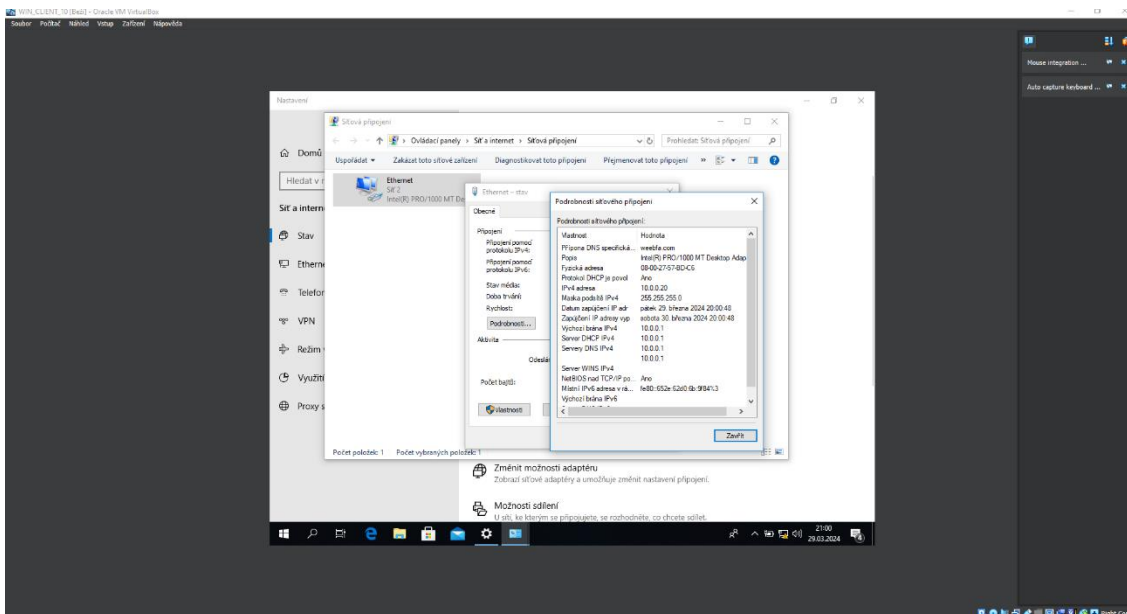 WIN_CLIENT_10 [Beží] - Oracle VM VirtualBox
Soubor Počítač Náhled Vstup Zařízení Nápověda
Mouse integration ...
Auto capture keyboard ...
Nastavení
Domů
Hledat v
Síť a intern
Stav
Etherne
Telefor
VPN
Režim
Využití
Proxy s
Síťová připojení
Ovládací panely > Síť a internet > Síťová připojení
Prohledat: Síťová připojení
Uspořádat Zakázat toto síťové zařízení Diagnostikovat toto připojení Přejmenovat toto připojení »
Ethernet
Síť 2
Intel(R) PRO/1000 MT De
Počet položek: 1 Počet vybraných položek: 1
Ethernet – stav
Obecné
Připojení
Připojení pomocí
protokolu IPv4:
Připojení pomocí
protokolu IPv6:
Stav média:
Doba trvání:
Rychlost:
Podrobnosti...
Aktivita
Odeslá
Počet bajtů:
Vlastnosti
Podrobnosti síťového připojení
Podrobnosti síťového připojení:
Vlastnost Hodnota
Přípona DNS specifická... weebfa.com
Popis Intel(R) PRO/1000 MT Desktop Adap
Fyzická adresa 08-00-27-67-BD-C6
Protokol DHCP je povol Ano
IPv4 adresa 10.0.0.20
Maska podsítě IPv4 255.255.255.0
Datum zapůjčení IP adr pátek 29. března 2024 20:00:48
Zapůjčení IP adresy vyp sobota 30. března 2024 20:00:48
Výchozí brána IPv4 10.0.0.1
Server DHCP IPv4 10.0.0.1
Servery DNS IPv4 10.0.0.1
10.0.0.1
Server WINS IPv4
NetBIOS nad TCP/IP po... Ano
Místní IPv6 adresa v rá...
Výchozí brána IPv6
Zavřít
Změnit možnosti adaptéru
Zobrazí síťové adaptéry a umožňuje změnit nastavení připojení.
Možnosti sdílení
U sítí, ke kterým se připojujete, se rozhodněte, co chcete sdílet.
21:00
29.03.2024